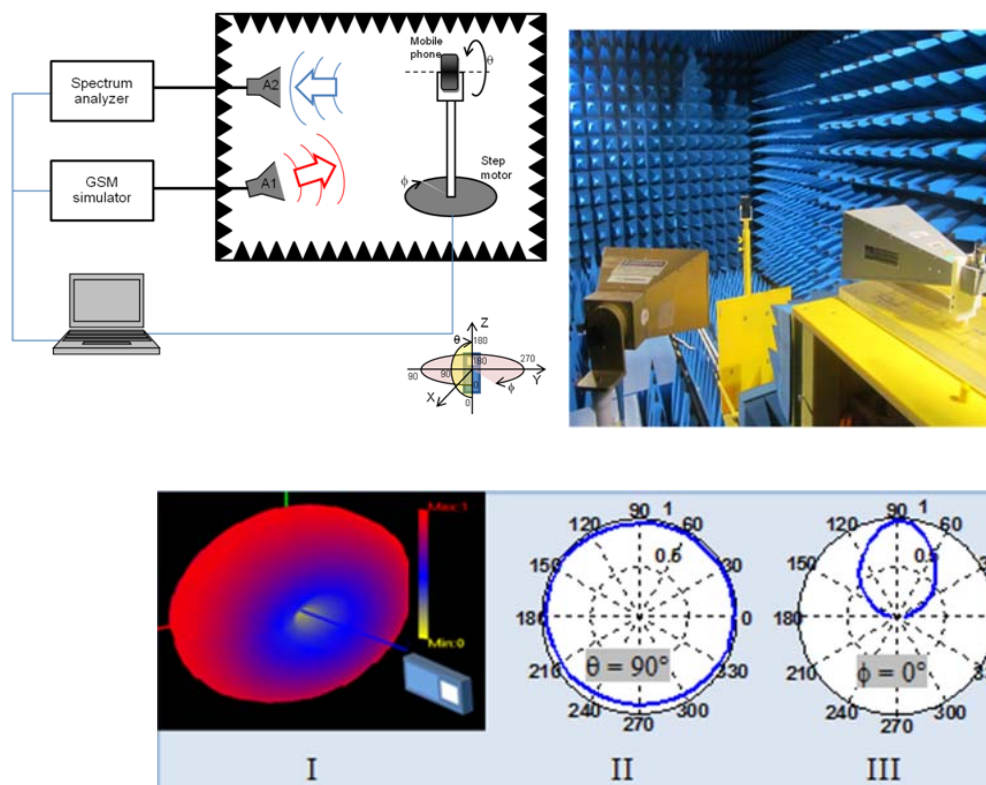 Spectrum
analyzer
GSM
simulator
A2
A1
Mobile
phone
θ
Step
motor
ϕ
Z
θ
180
180
270
90
90
0
0
X
Y
ϕ
Max:1
Min:0
I
90
1
120
60
150
0.5
30
180
0
θ = 90°
210
330
240
300
270
II
90
1
120
60
150
0.5
30
180
ϕ = 0°
210
240
300
270
III